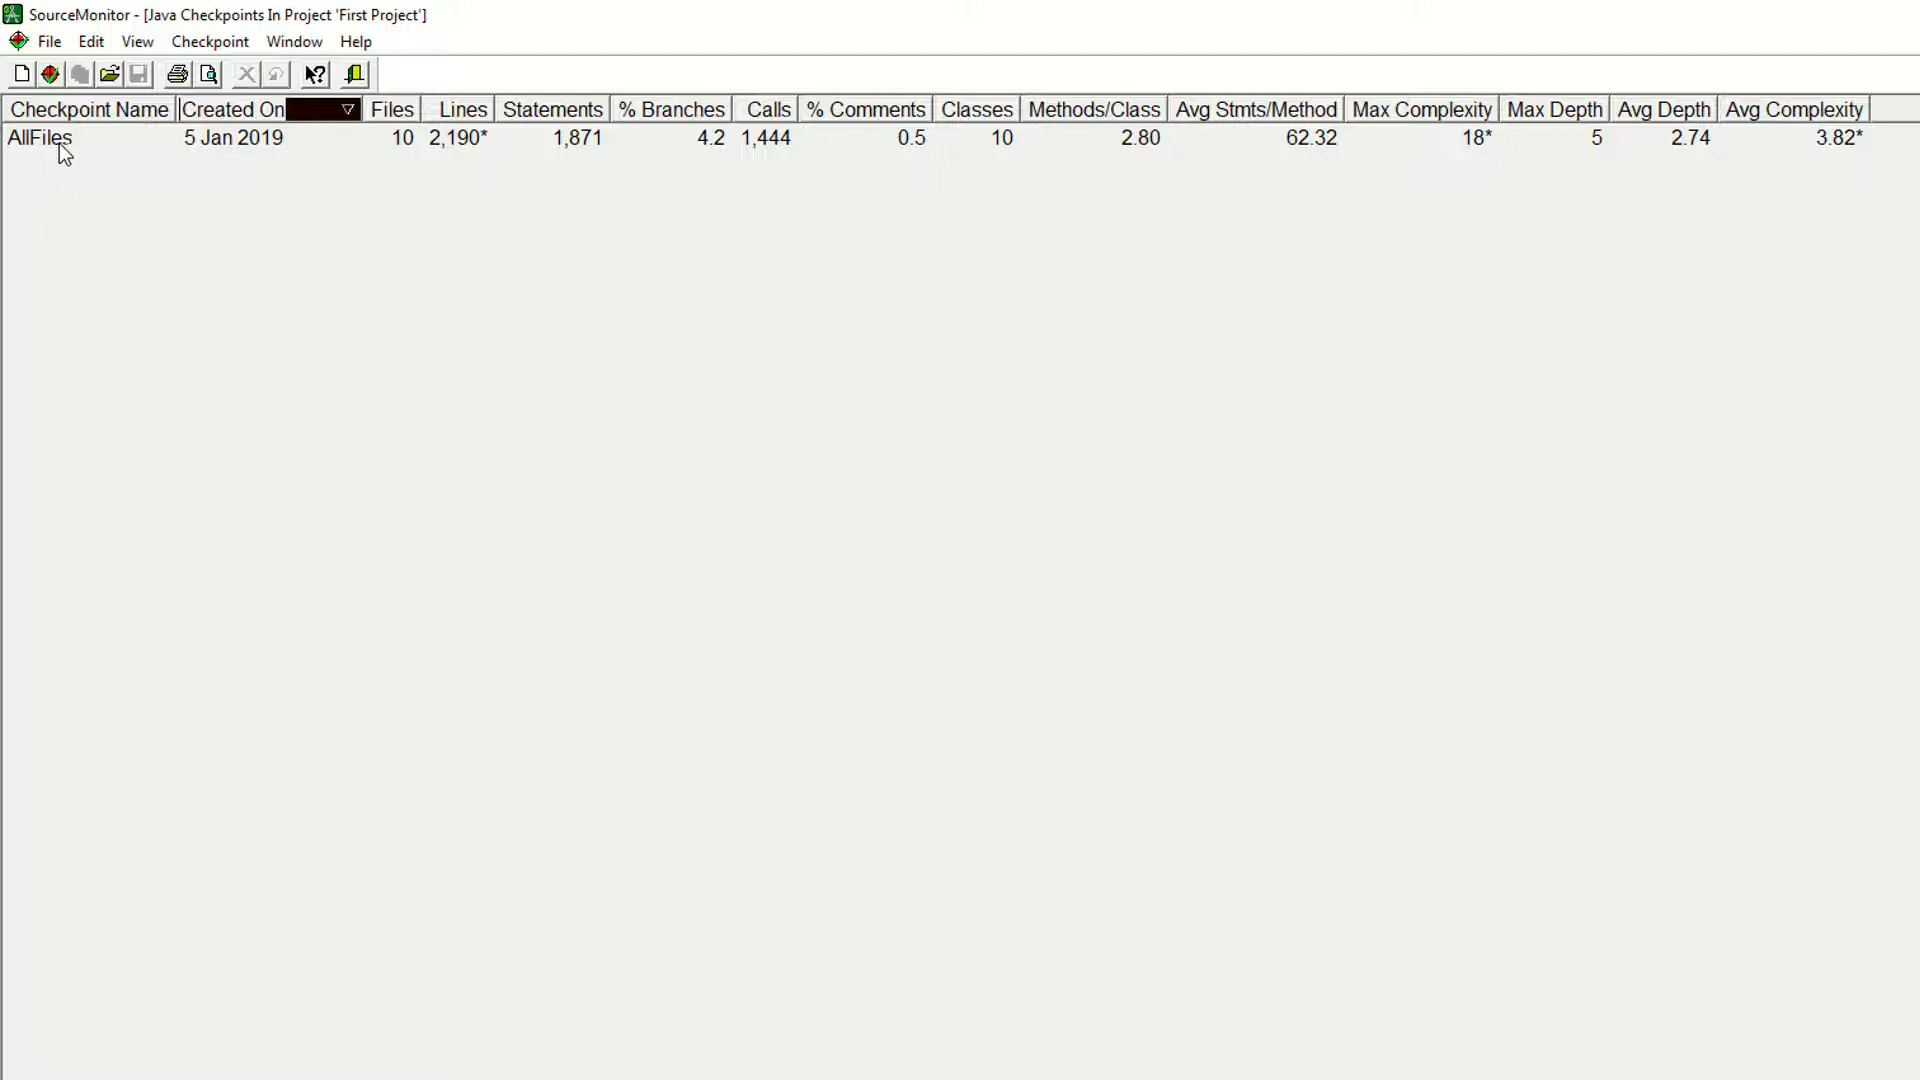 SourceMonitor - [Java Checkpoints In Project 'First Project']
File Edit View Checkpoint Window Help
Checkpoint Name Created On Files Lines Statements % Branches Calls % Comments Classes Methods/Class Avg Stmts/Method Max Complexity Max Depth Avg Depth Avg Complexity
AllFiles 5 Jan 2019 10 2,190* 1,871 4.2 1,444 0.5 10 2.80 62.32 18* 5 2.74 3.82*